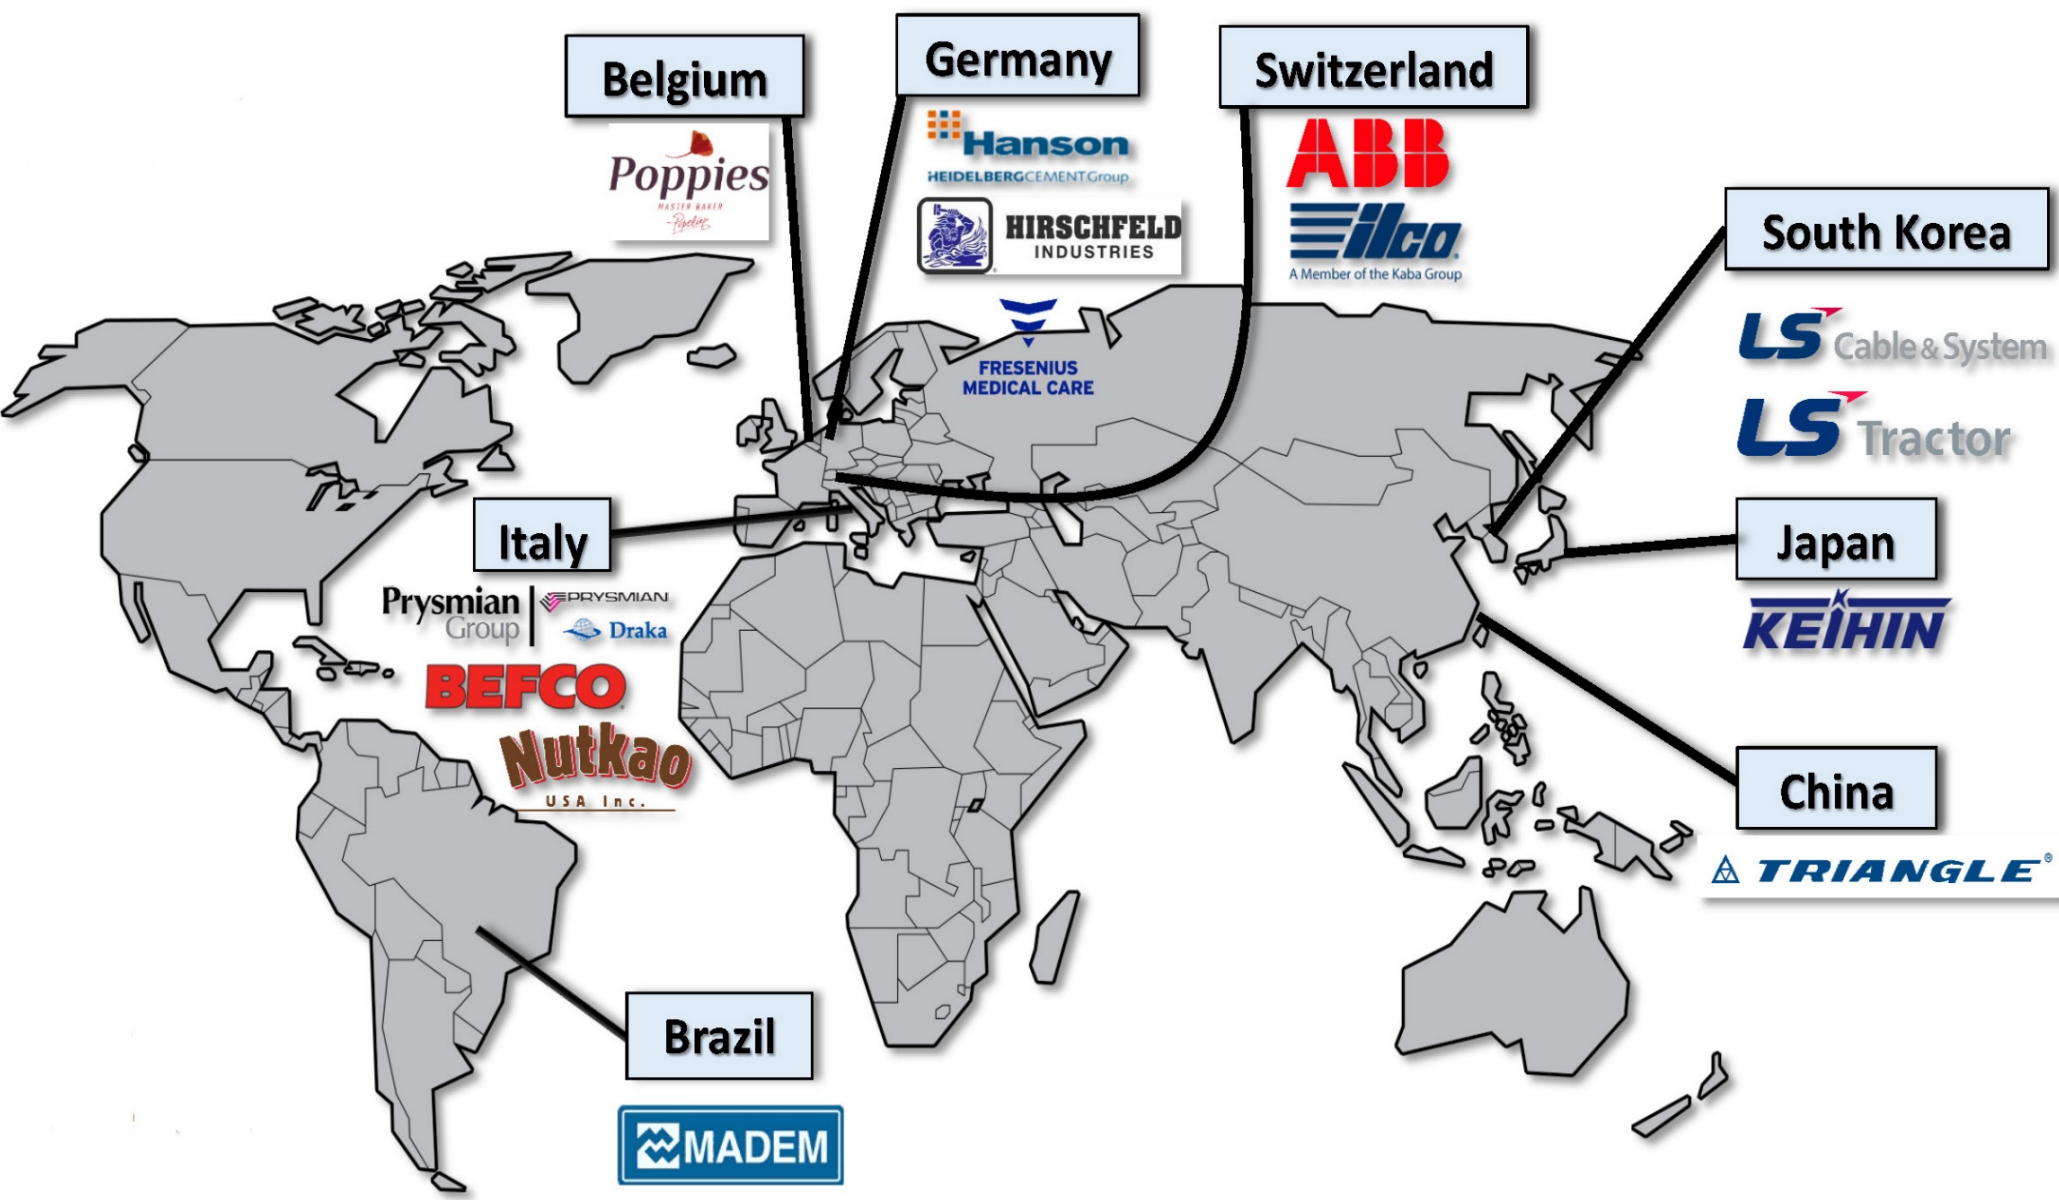 Belgium
Poppies
MASTER BAKER
Germany
Hanson
HEIDELBERGCEMENT Group
HIRSCHFELD
INDUSTRIES
FRESENIUS
MEDICAL CARE
Switzerland
ABB
ilco
A Member of the Kaba Group
South Korea
LS Cable & System
LS Tractor
Italy
Prysmian
Group
PRYSMIAN
Draka
BEFCO
Nutkao
USA Inc.
Japan
KEIHIN
China
TRIANGLE®
Brazil
MADEM